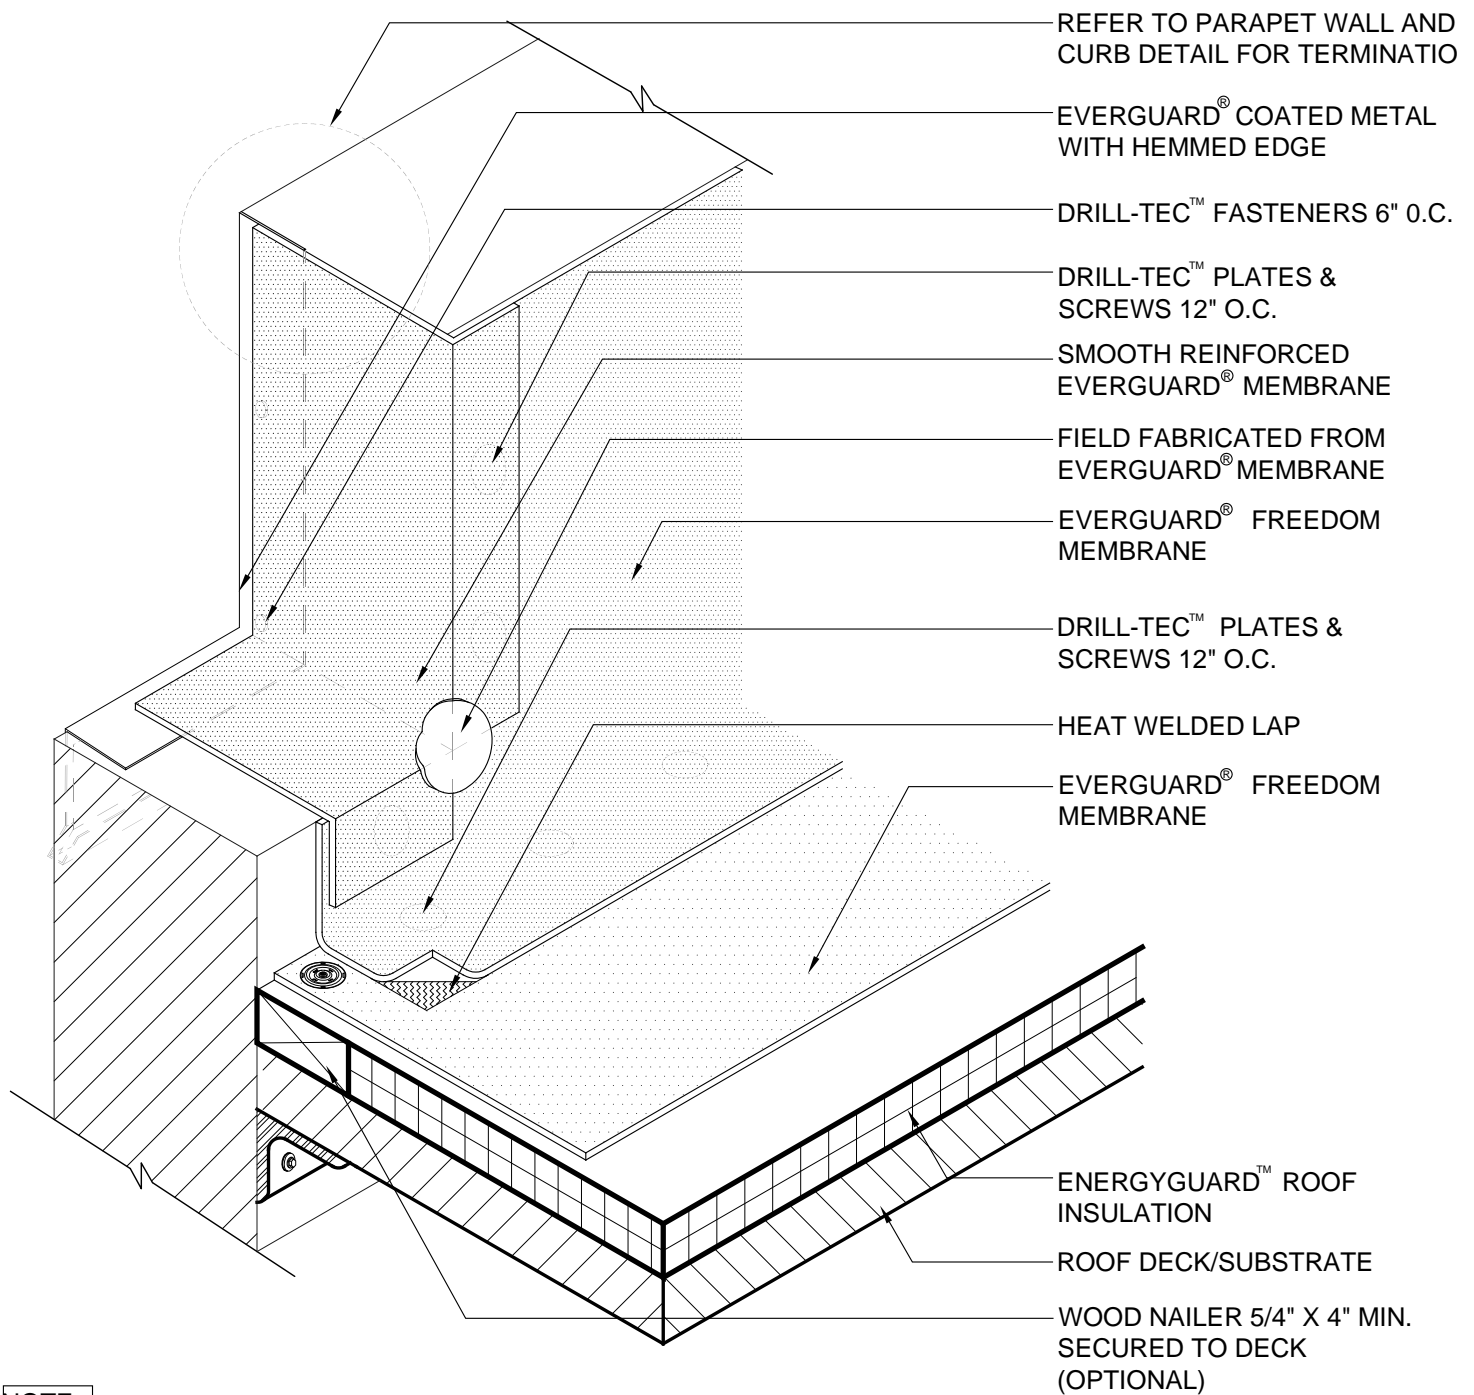 REFER TO PARAPET WALL AND
CURB DETAIL FOR TERMINATIO
EVERGUARD® COATED METAL
WITH HEMMED EDGE
DRILL-TEC™ FASTENERS 6" 0.C.
DRILL-TEC™ PLATES &
SCREWS 12" O.C.
SMOOTH REINFORCED
EVERGUARD® MEMBRANE
FIELD FABRICATED FROM
EVERGUARD® MEMBRANE
EVERGUARD® FREEDOM
MEMBRANE
DRILL-TEC™ PLATES &
SCREWS 12" O.C.
HEAT WELDED LAP
EVERGUARD® FREEDOM
MEMBRANE
ENERGYGUARD™ ROOF
INSULATION
ROOF DECK/SUBSTRATE
WOOD NAILER 5/4" X 4" MIN.
SECURED TO DECK
(OPTIONAL)